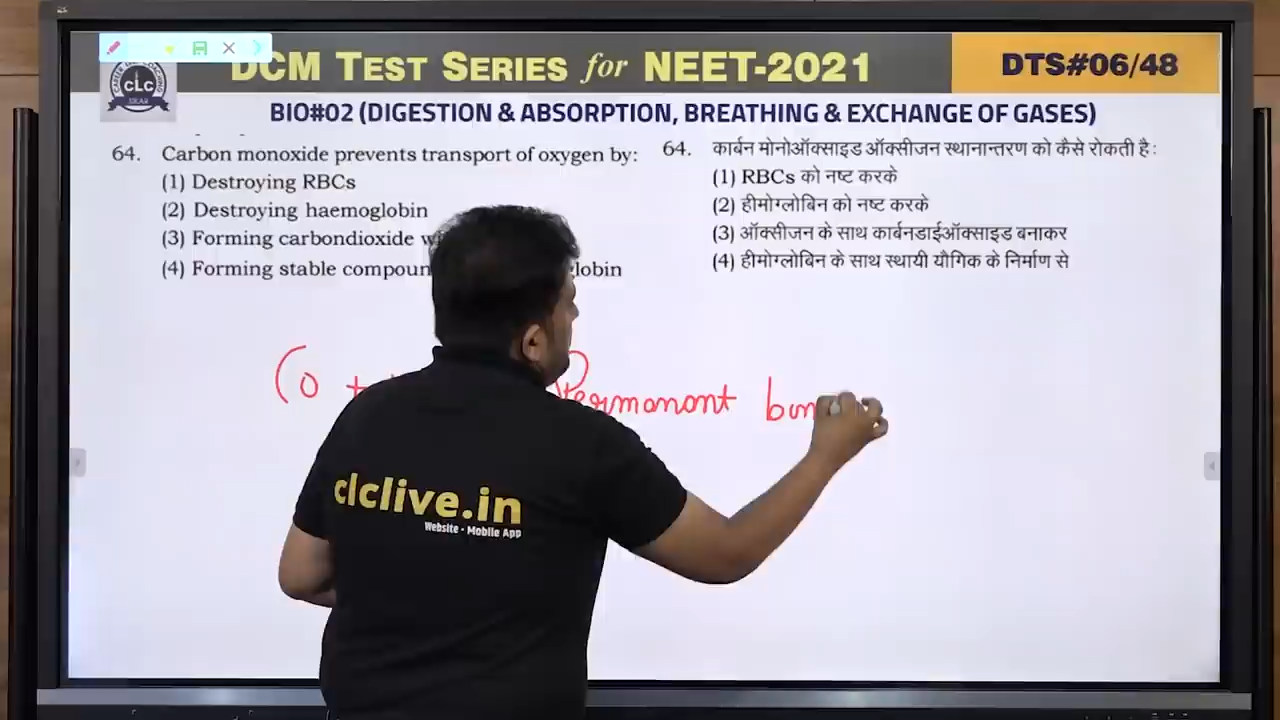 DCM TEST SERIES for NEET-2021
DTS#06/48
CLC
SIKAR
BIO#02 (DIGESTION & ABSORPTION, BREATHING & EXCHANGE OF GASES)
64. Carbon monoxide prevents transport of oxygen by:
(1) Destroying RBCs
(2) Destroying haemoglobin
(3) Forming carbondioxide
(4) Forming stable
64. कार्बन मोनोऑक्साइड ऑक्सीजन स्थानान्तरण को कैसे रोकती है:
(1) RBCs को नष्ट करके
(2) हीमोग्लोबिन को नष्ट करके
(3) ऑक्सीजन के साथ कार्बनडाईऑक्साइड बनाकर
(4) हीमोग्लोबिन के साथ स्थायी यौगिक के निर्माण से
Co + Permanont
clclive.in
Website • Mobile App